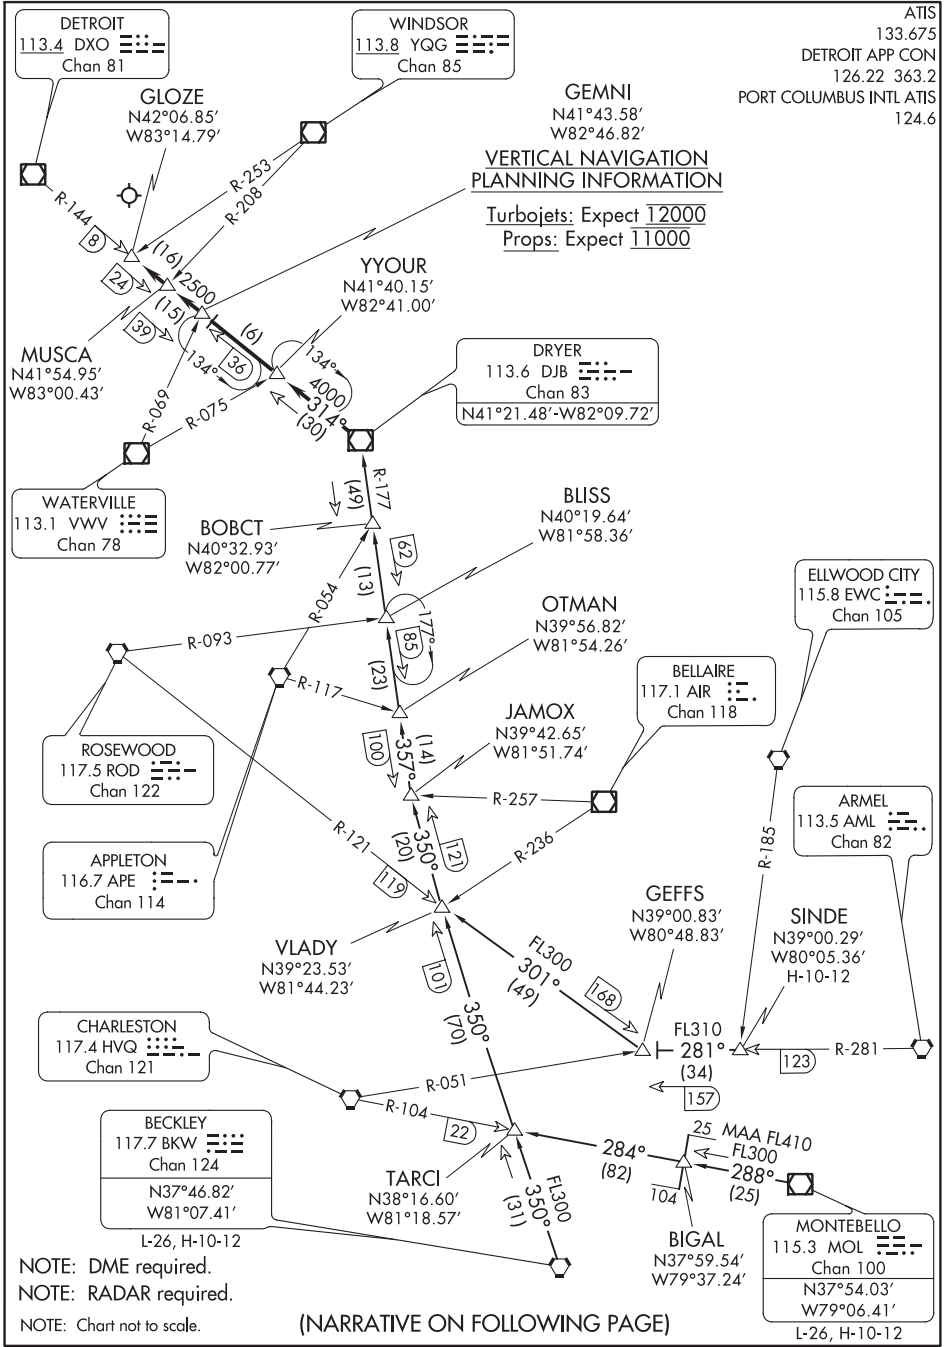 ATIS
133.675
DETROIT APP CON
126.22 363.2
PORT COLUMBUS INTL ATIS
124.6
DETROIT
113.4 DXO
Chan 81
WINDSOR
113.8 YQG
Chan 85
GLOZE
N42°06.85'
W83°14.79'
GEMNI
N41°43.58'
W82°46.82'
VERTICAL NAVIGATION
PLANNING INFORMATION
Turbojets: Expect 12000
Props: Expect 11000
R-253
R-208
R-144
8
(16)
24
2500
(15)
39
(6)
36
134°
134°
YYOUR
N41°40.15'
W82°41.00'
MUSCA
N41°54.95'
W83°00.43'
R-069
R-075
4000
314°
(30)
DRYER
113.6 DJB
Chan 83
N41°21.48'-W82°09.72'
WATERVILLE
113.1 VWV
Chan 78
R-177
(49)
BOBCT
N40°32.93'
W82°00.77'
BLISS
N40°19.64'
W81°58.36'
62
(13)
R-054
R-093
177°
85
(23)
OTMAN
N39°56.82'
W81°54.26'
ELLWOOD CITY
115.8 EWC
Chan 105
R-117
BELLAIRE
117.1 AIR
Chan 118
ROSEWOOD
117.5 ROD
Chan 122
JAMOX
N39°42.65'
W81°51.74'
(14)
357°
100
R-257
R-121
R-236
R-185
ARMEL
113.5 AML
Chan 82
APPLETON
116.7 APE
Chan 114
350°
(20)
121
119
VLADY
N39°23.53'
W81°44.23'
GEFFS
N39°00.83'
W80°48.83'
SINDE
N39°00.29'
W80°05.36'
H-10-12
101
FL300
301°
(49)
168
350°
(70)
FL310
281°
(34)
157
123
R-281
CHARLESTON
117.4 HVQ
Chan 121
R-051
R-104
22
BECKLEY
117.7 BKW
Chan 124
N37°46.82'
W81°07.41'
L-26, H-10-12
TARCI
N38°16.60'
W81°18.57'
FL300
350°
(31)
284°
(82)
25
MAA FL410
FL300
288°
(25)
104
BIGAL
N37°59.54'
W79°37.24'
MONTEBELLO
115.3 MOL
Chan 100
N37°54.03'
W79°06.41'
L-26, H-10-12
NOTE: DME required.
NOTE: RADAR required.
NOTE: Chart not to scale.
(NARRATIVE ON FOLLOWING PAGE)